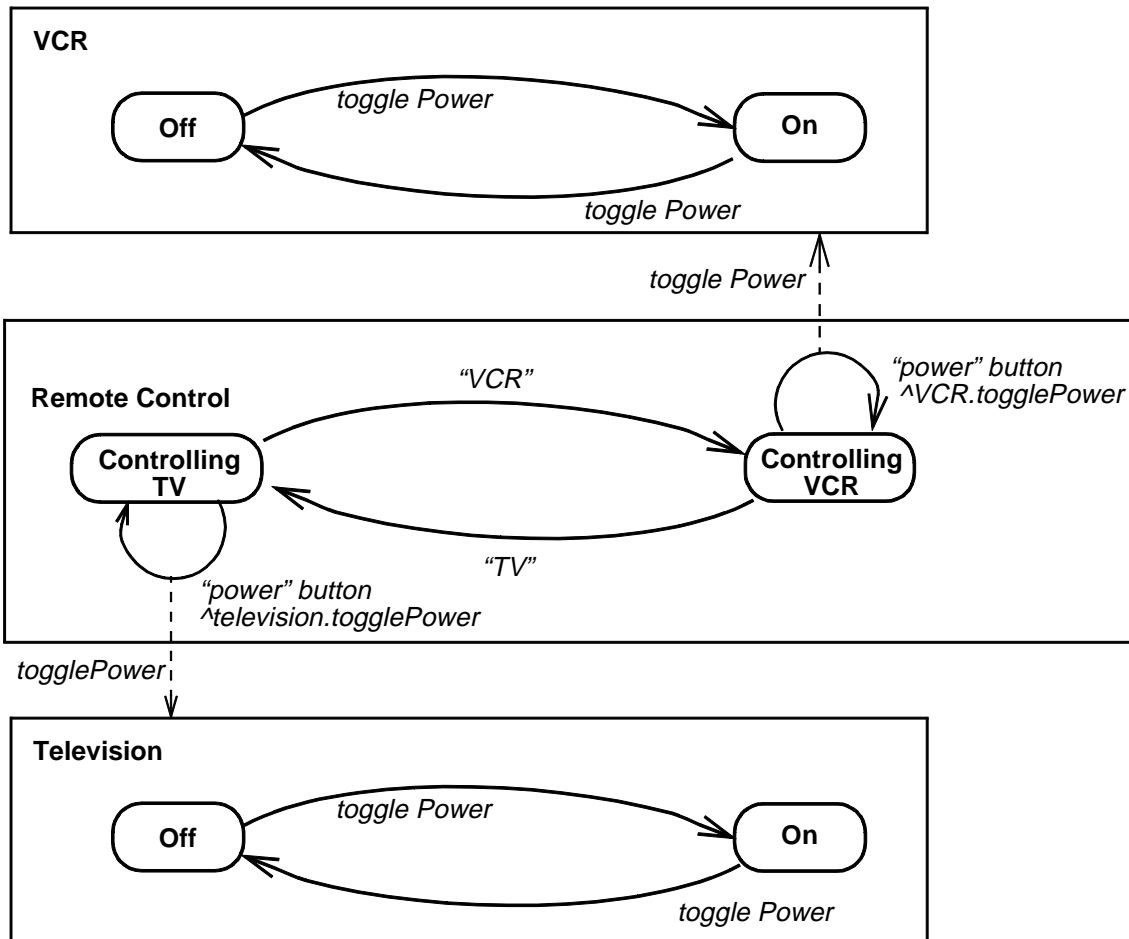 VCR
Off
toggle Power
On
toggle Power
toggle Power
Remote Control
“VCR”
“power” button
^VCR.togglePower
Controlling
TV
Controlling
VCR
“TV”
“power” button
^television.togglePower
togglePower
Television
Off
toggle Power
On
toggle Power